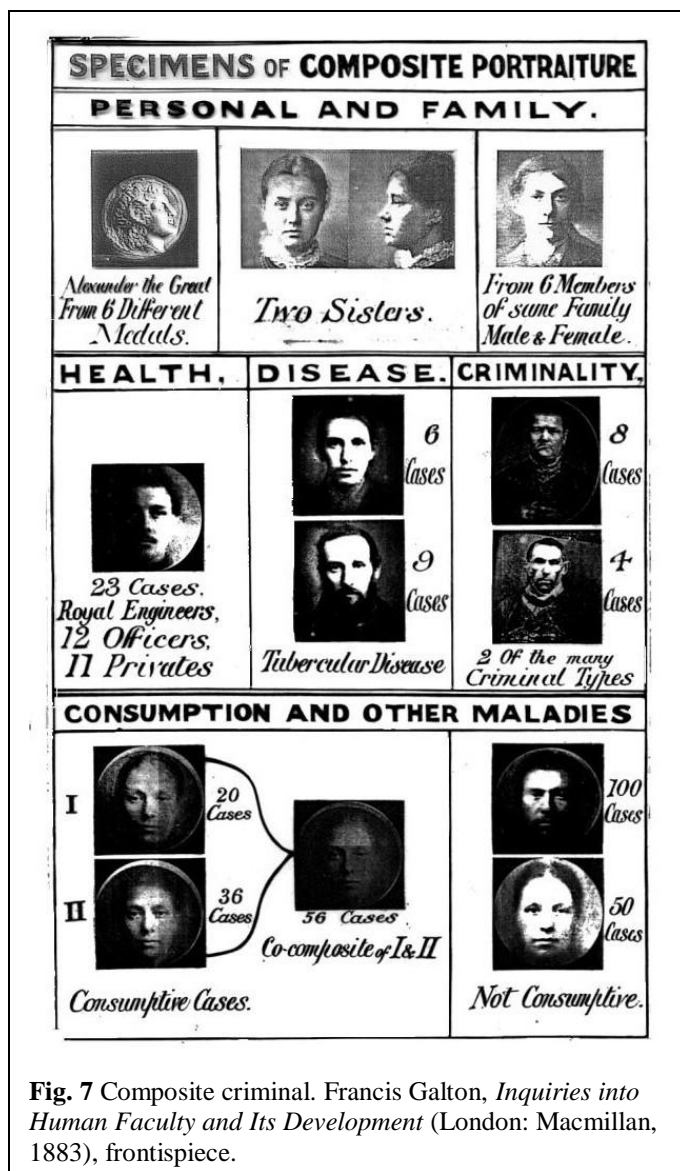 SPECIMENS OF COMPOSITE PORTRAITURE
PERSONAL AND FAMILY.
Alexander the Great
From 6 Different
Medals.
Two Sisters.
From 6 Members
of same Family
Male & Female.
HEALTH,
23 Cases.
Royal Engineers,
12 Officers,
11 Privates
DISEASE.
6
Cases
9
Cases
Tubercular Disease
CRIMINALITY,
8
Cases
4
Cases
2 Of the many
Criminal Types
CONSUMPTION AND OTHER MALADIES
I
20
Cases
II
36
Cases
56 Cases
Co-composite of I & II
Consumptive Cases.
100
Cases
50
Cases
Not Consumptive.
Fig. 7 Composite criminal. Francis Galton, Inquiries into
Human Faculty and Its Development (London: Macmillan,
1883), frontispiece.